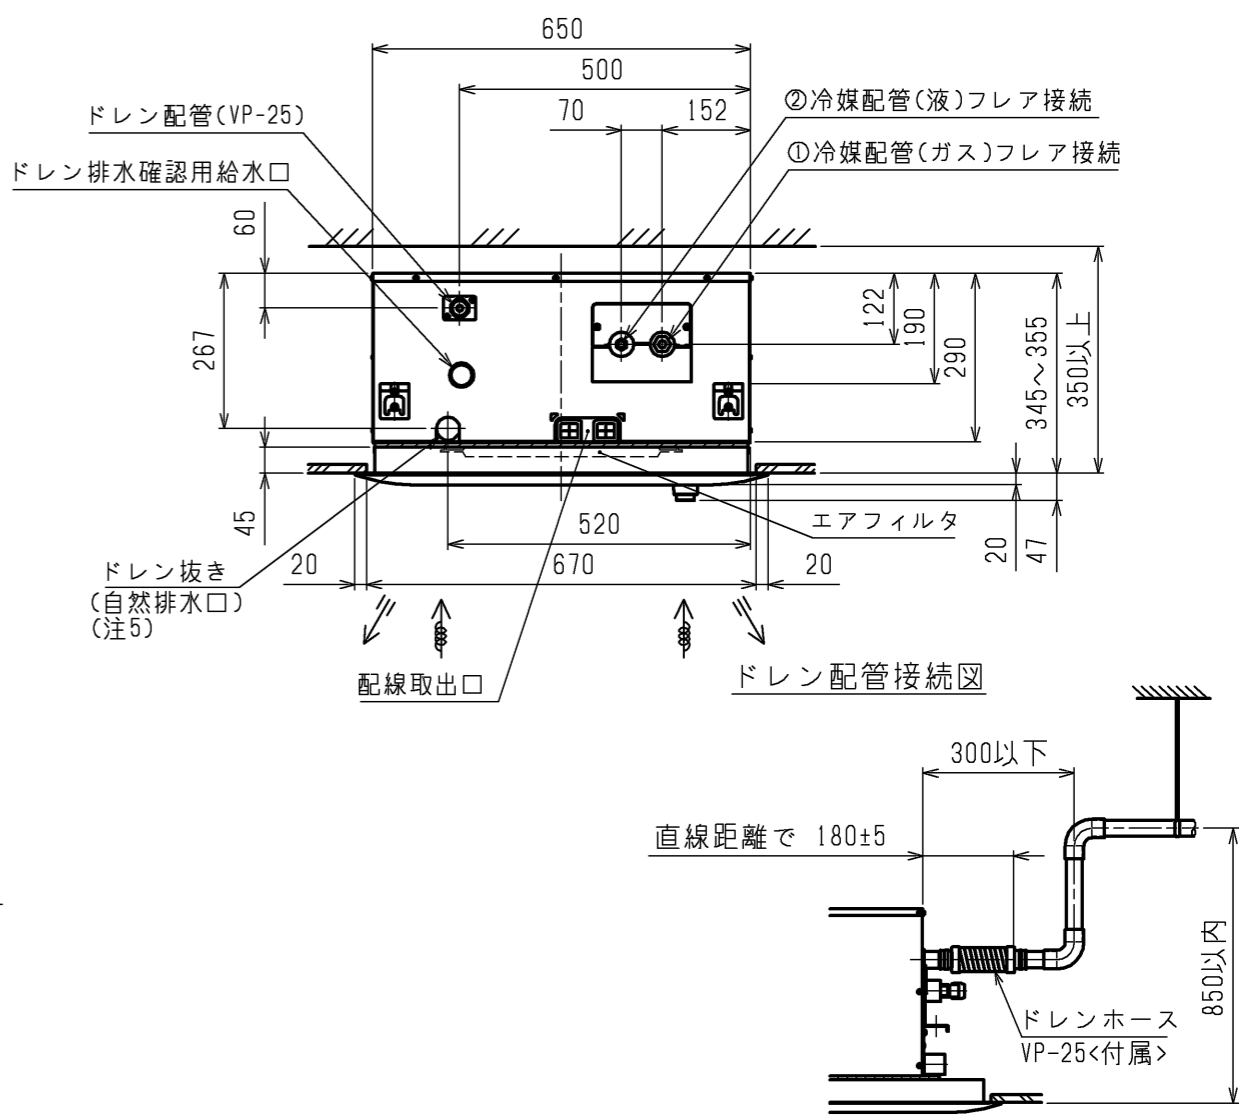 650
500
70
152
②冷媒配管(液)フレア接続
ドレン配管(VP-25)
①冷媒配管(ガス)フレア接続
ドレン排水確認用給水口
60
267
45
122
190
290
345～355
350以上
20
47
エアフィルタ
520
ドレン抜き
(自然排水口)
(注5)
20
670
20
配線取出口
ドレン配管接続図
300以下
直線距離で 180±5
850以内
ドレンホース
VP-25<付属>